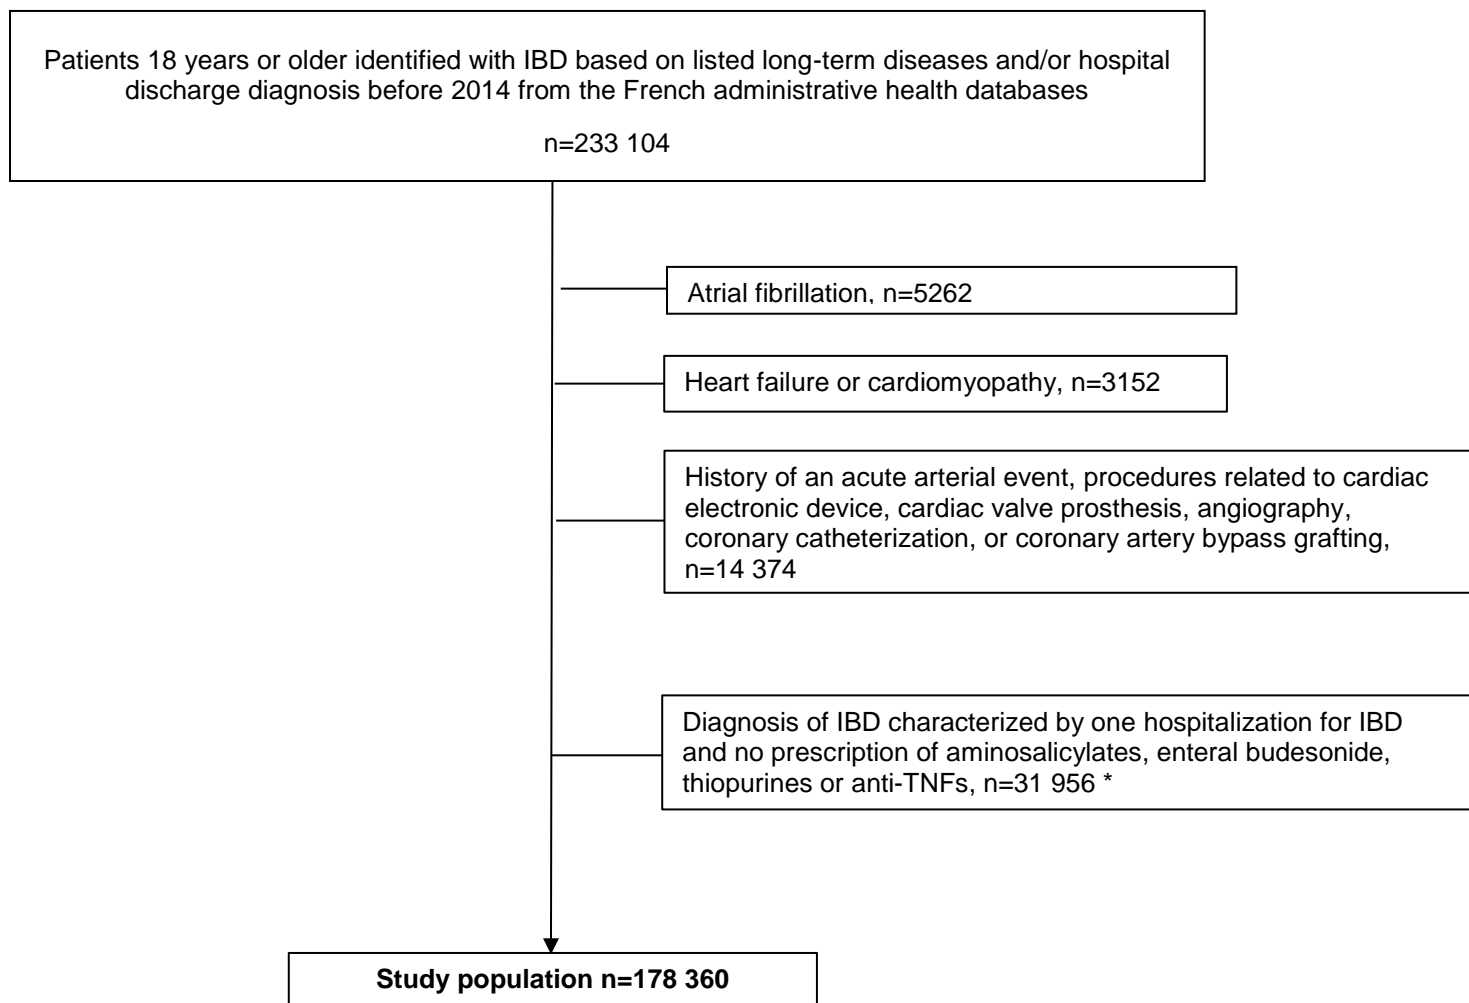 Patients 18 years or older identified with IBD based on listed long-term diseases and/or hospital
discharge diagnosis before 2014 from the French administrative health databases
n=233 104
Atrial fibrillation, n=5262
Heart failure or cardiomyopathy, n=3152
History of an acute arterial event, procedures related to cardiac
electronic device, cardiac valve prosthesis, angiography,
coronary catheterization, or coronary artery bypass grafting,
n=14 374
Diagnosis of IBD characterized by one hospitalization for IBD
and no prescription of aminosalicylates, enteral budesonide,
thiopurines or anti-TNFs, n=31 956 *
Study population n=178 360